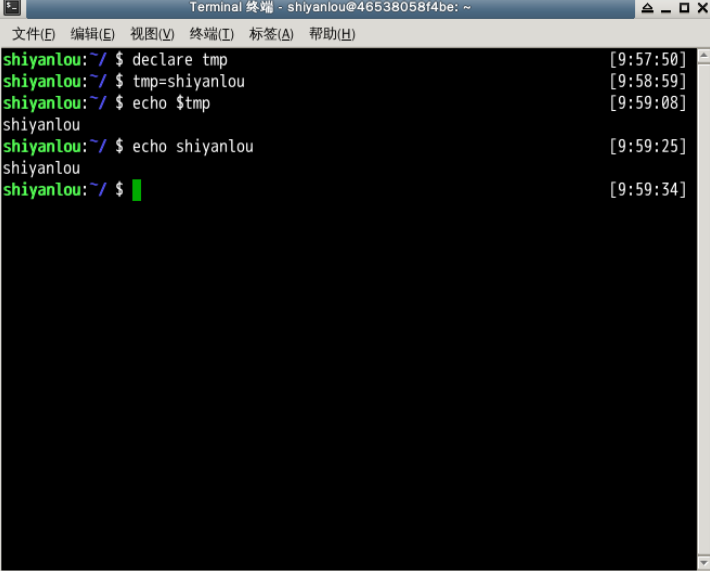 Terminal 终端 - shiyanlou@46538058f4be: ~
文件(F) 编辑(E) 视图(V) 终端(T) 标签(A) 帮助(H)
shiyanlou:~/ $ declare tmp [9:57:50]
shiyanlou:~/ $ tmp=shiyanlou [9:58:59]
shiyanlou:~/ $ echo $tmp [9:59:08]
shiyanlou
shiyanlou:~/ $ echo shiyanlou [9:59:25]
shiyanlou
shiyanlou:~/ $ [9:59:34]